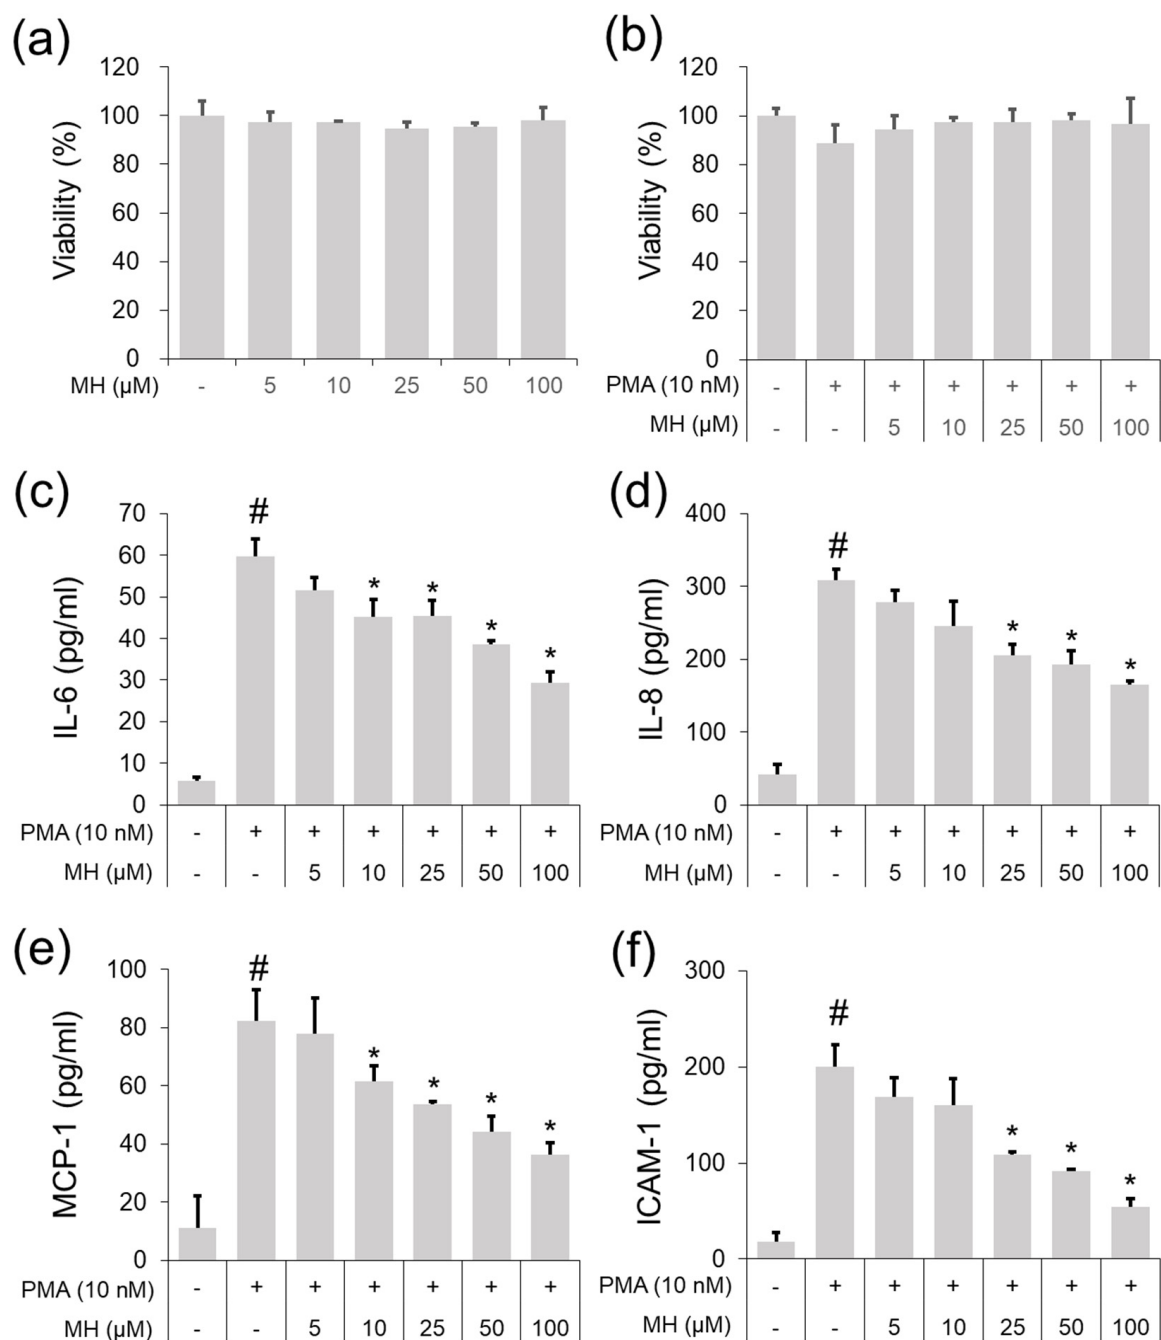 (a)
120
100
80
60
40
20
0
Viability (%)
MH (µM) - 5 10 25 50 100
(b)
120
100
80
60
40
20
0
Viability (%)
PMA (10 nM) - + + + + + +
MH (µM) - - 5 10 25 50 100
(c)
70
60
50
40
30
20
10
0
IL-6 (pg/ml)
# * * * *
PMA (10 nM) - + + + + + +
MH (µM) - - 5 10 25 50 100
(d)
400
300
200
100
0
IL-8 (pg/ml)
# * * *
PMA (10 nM) - + + + + + +
MH (µM) - - 5 10 25 50 100
(e)
100
80
60
40
20
0
MCP-1 (pg/ml)
# * * * *
PMA (10 nM) - + + + + + +
MH (µM) - - 5 10 25 50 100
(f)
300
200
100
0
ICAM-1 (pg/ml)
# * * *
PMA (10 nM) - + + + + + +
MH (µM) - - 5 10 25 50 100